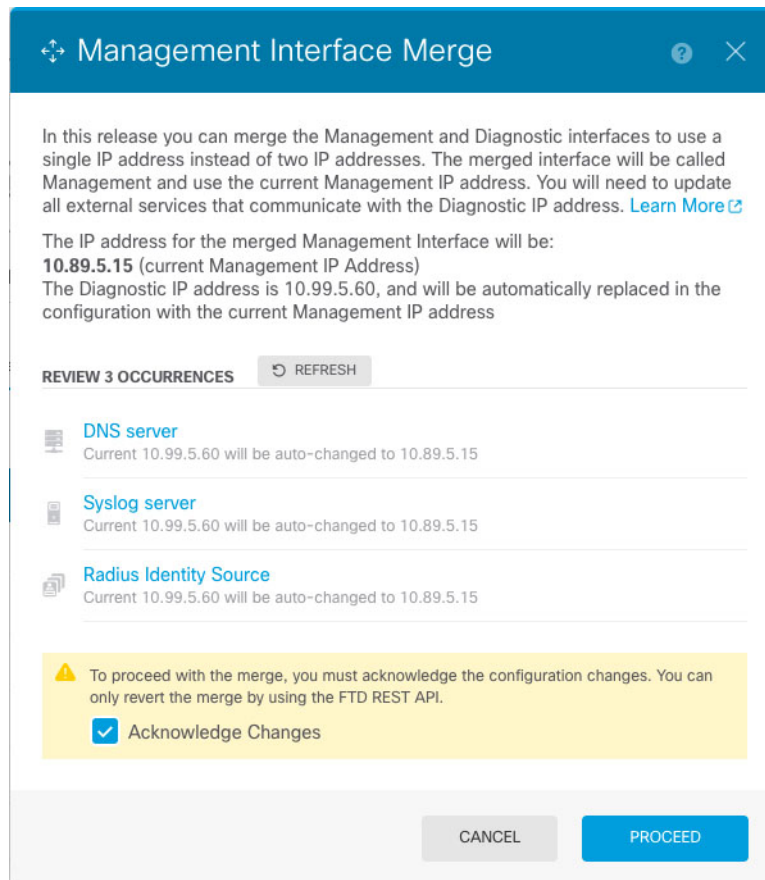 Management Interface Merge
In this release you can merge the Management and Diagnostic interfaces to use a
single IP address instead of two IP addresses. The merged interface will be called
Management and use the current Management IP address. You will need to update
all external services that communicate with the Diagnostic IP address. Learn More
The IP address for the merged Management Interface will be:
10.89.5.15 (current Management IP Address)
The Diagnostic IP address is 10.99.5.60, and will be automatically replaced in the
configuration with the current Management IP address
REVIEW 3 OCCURRENCES REFRESH
DNS server
Current 10.99.5.60 will be auto-changed to 10.89.5.15
Syslog server
Current 10.99.5.60 will be auto-changed to 10.89.5.15
Radius Identity Source
Current 10.99.5.60 will be auto-changed to 10.89.5.15
To proceed with the merge, you must acknowledge the configuration changes. You can
only revert the merge by using the FTD REST API.
Acknowledge Changes
CANCEL PROCEED